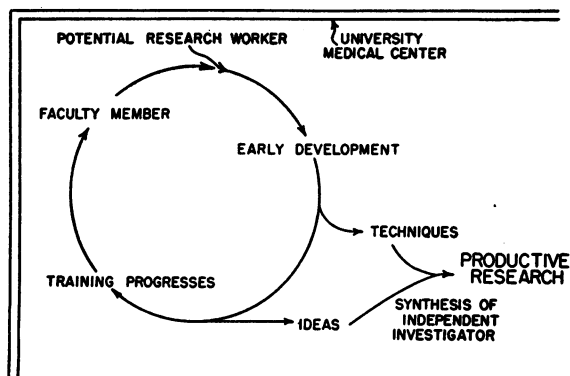 POTENTIAL RESEARCH WORKER
UNIVERSITY
MEDICAL CENTER
FACULTY MEMBER
EARLY DEVELOPMENT
TECHNIQUES
PRODUCTIVE
RESEARCH
TRAINING PROGRESSES
SYNTHESIS OF
INDEPENDENT
INVESTIGATOR
IDEAS